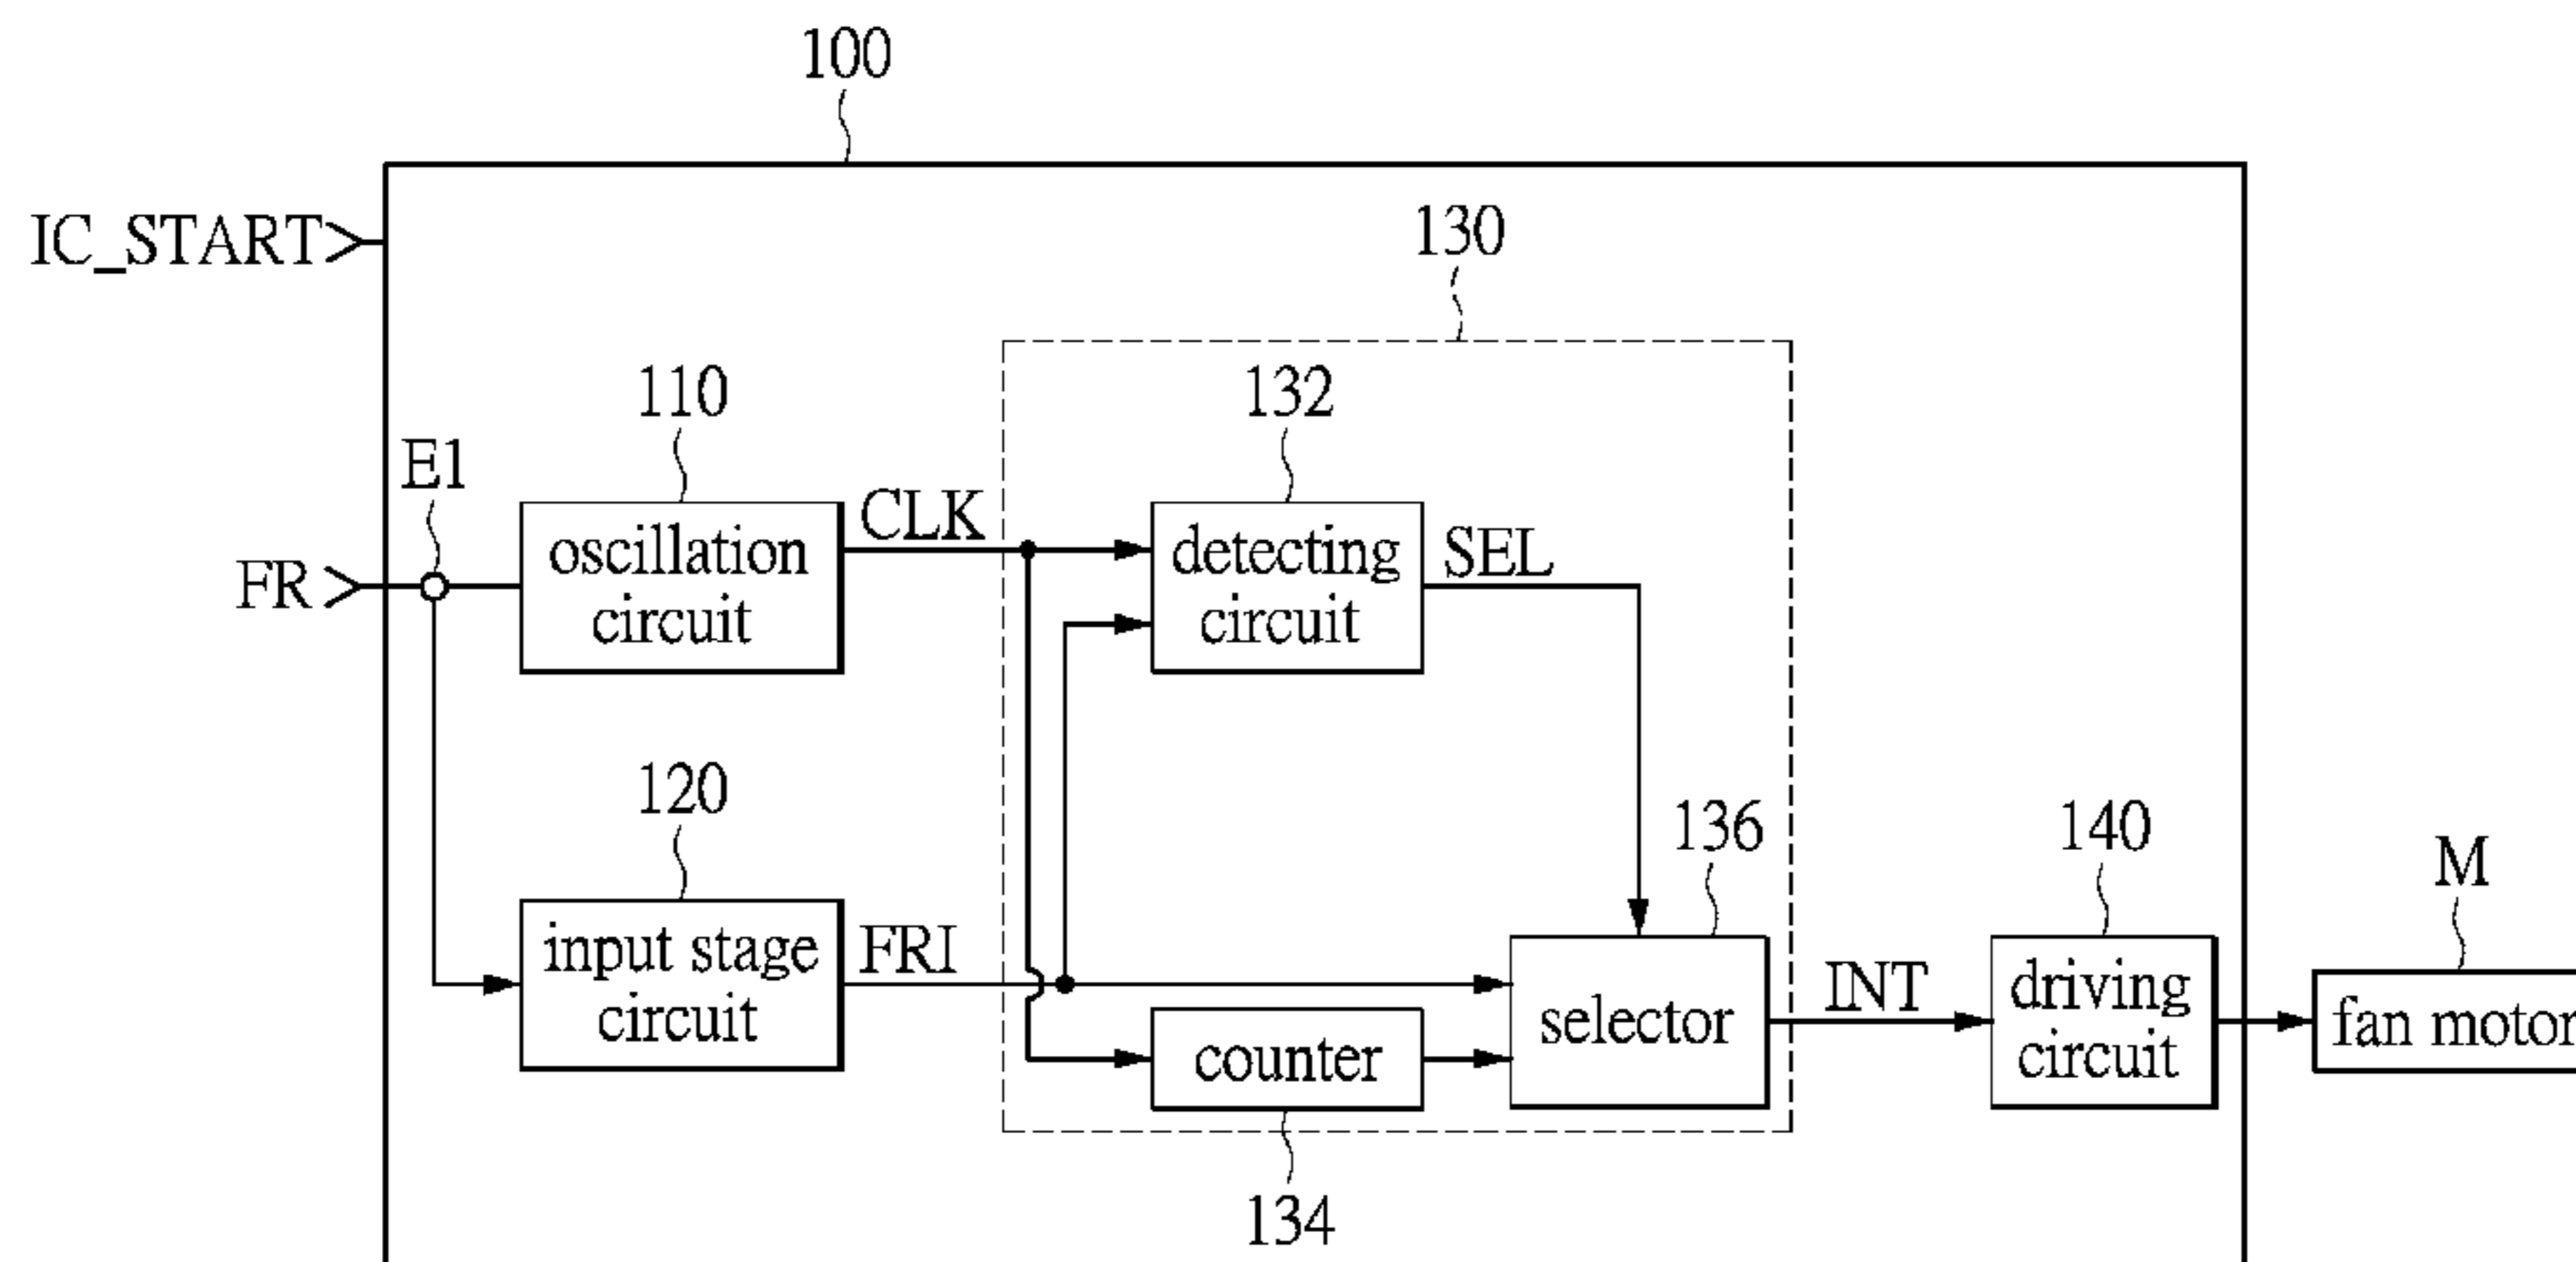 100
IC_START
130
110
132
E1
CLK
oscillation
circuit
detecting
circuit
SEL
FR
120
136
140
M
input stage
circuit
FRI
selector
INT
driving
circuit
fan motor
counter
134